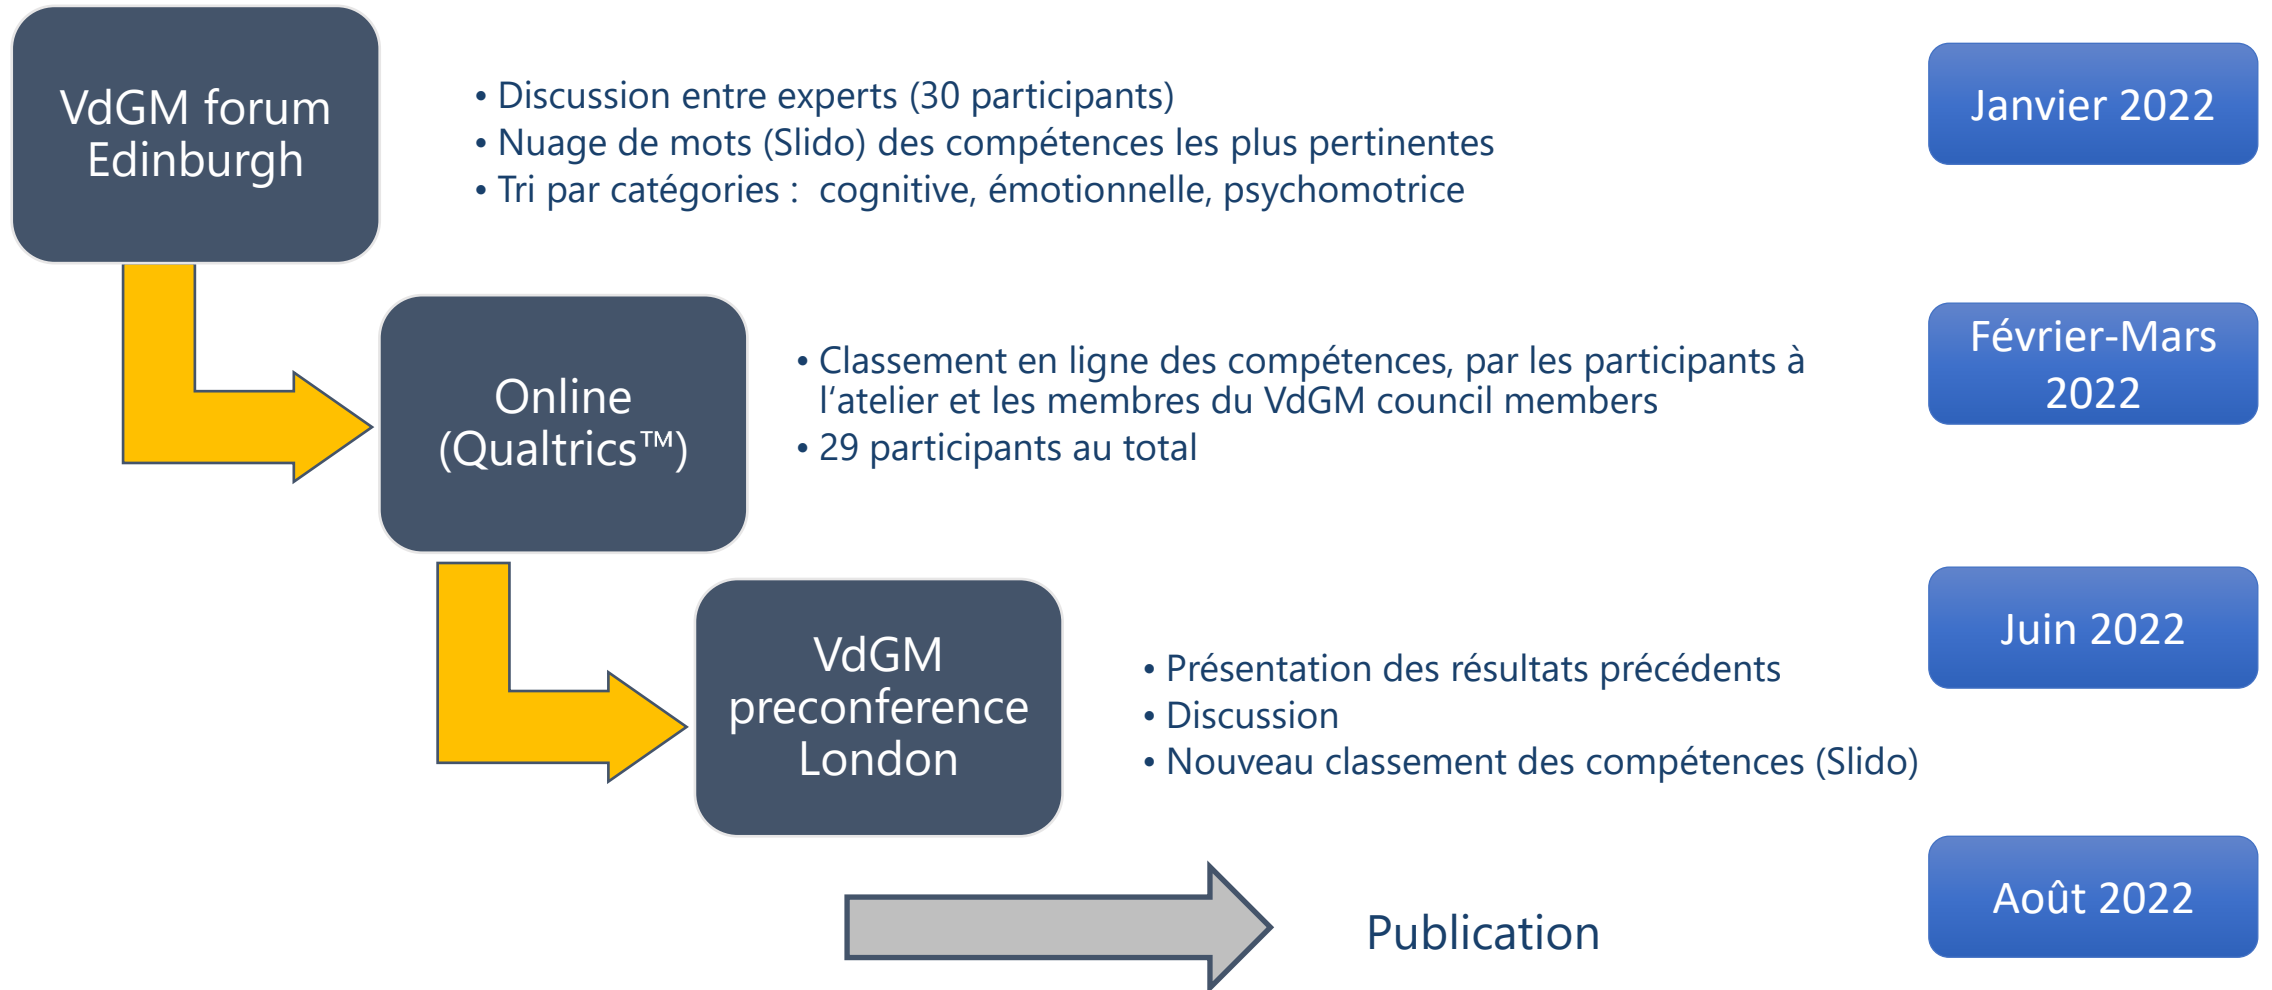 VdGM forum
Edinburgh
• Discussion entre experts (30 participants)
• Nuage de mots (Slido) des compétences les plus pertinentes
• Tri par catégories :  cognitive, émotionnelle, psychomotrice
Janvier 2022
Online
(Qualtrics™)
• Classement en ligne des compétences, par les participants à
l‘atelier et les membres du VdGM council members
• 29 participants au total
Février-Mars
2022
VdGM
preconference
London
• Présentation des résultats précédents
• Discussion
• Nouveau classement des compétences (Slido)
Juin 2022
Publication
Août 2022